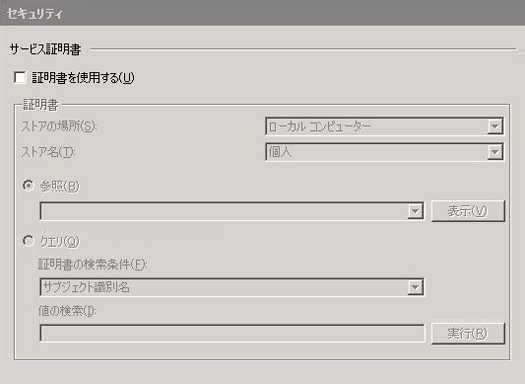 セキュリティ
サービス証明書
証明書を使用する(U)
証明書
ストアの場所(S):
ローカル コンピューター
ストア名(T):
個人
参照(B)
表示(V)
クエリ(Q)
証明書の検索条件(F):
サブジェクト識別名
値の検索(I):
実行(R)